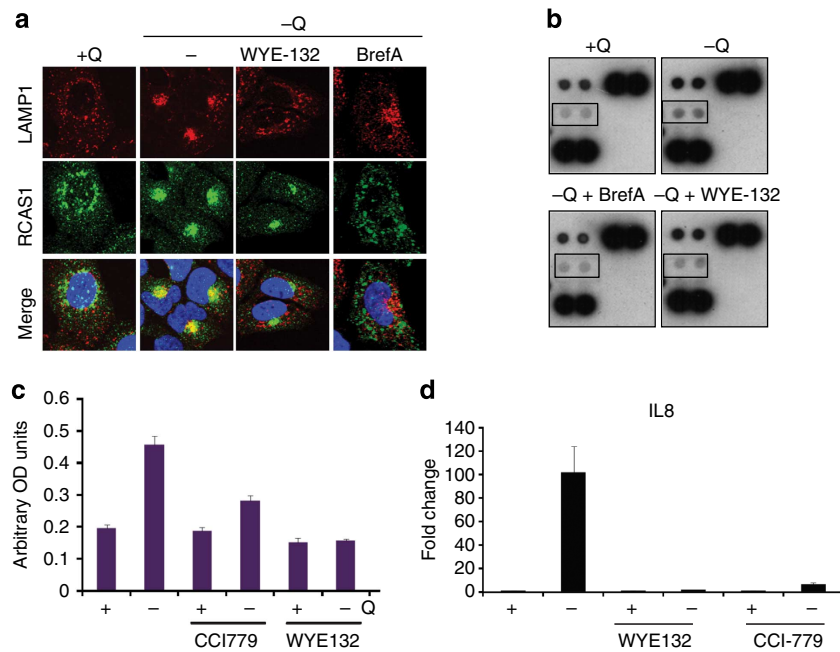 a
–Q
+Q – WYE-132 BrefA
LAMP1
RCAS1
Merge
b
+Q –Q
–Q + BrefA –Q + WYE-132
c
Arbitrary OD units
0.6
0.5
0.4
0.3
0.2
0.1
0
+ – + – + – Q
CCI779 WYE132
d
IL8
Fold change
140
120
100
80
60
40
20
0
+ – + – + –
WYE132 CCI-779